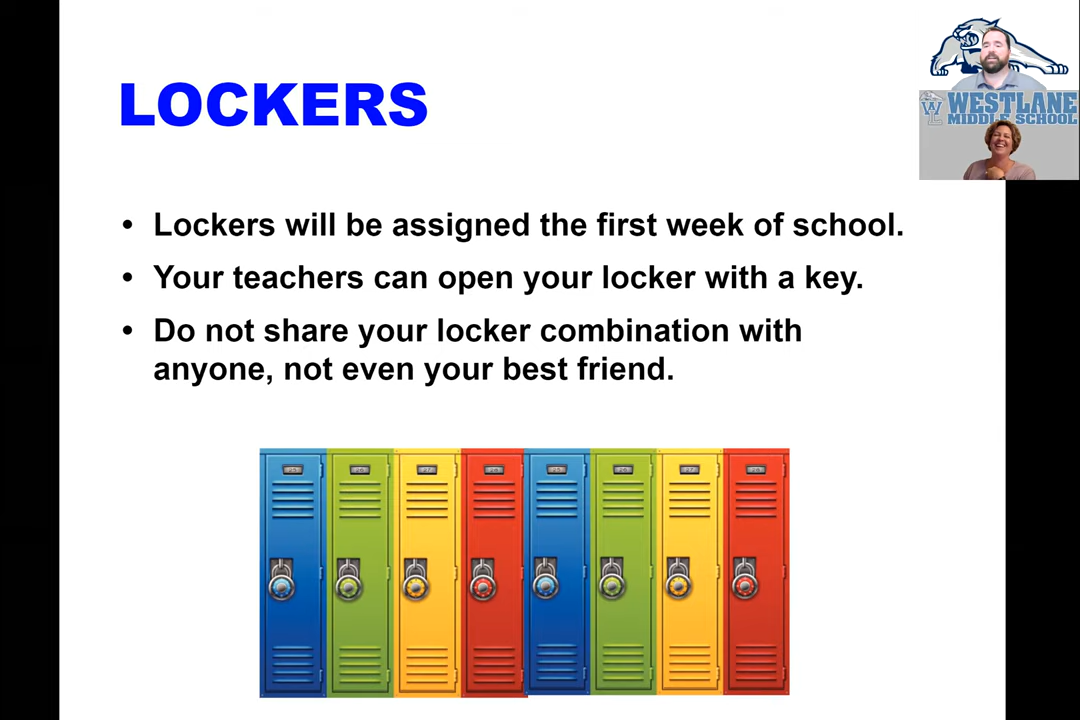 LOCKERS
WESTLANE
MIDDLE SCHOOL
• Lockers will be assigned the first week of school.
• Your teachers can open your locker with a key.
• Do not share your locker combination with
anyone, not even your best friend.